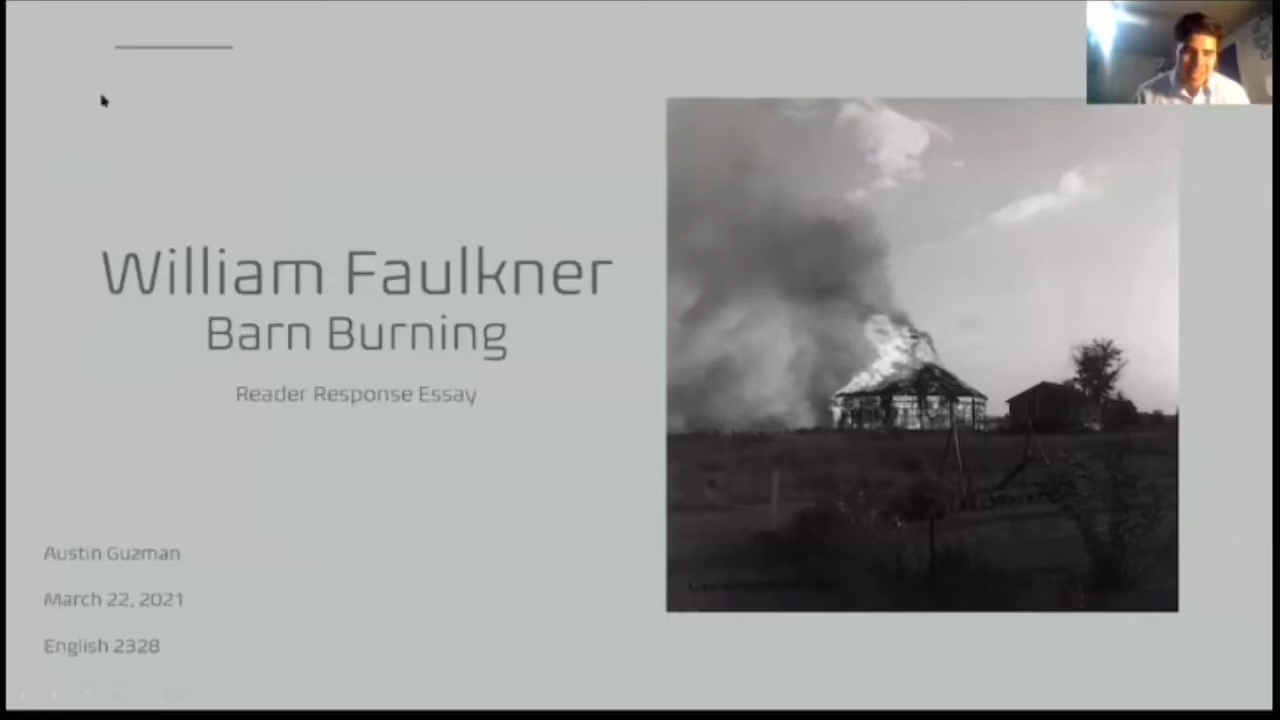 William Faulkner
Barn Burning
Reader Response Essay
Austin Guzman
March 22, 2021
English 2328